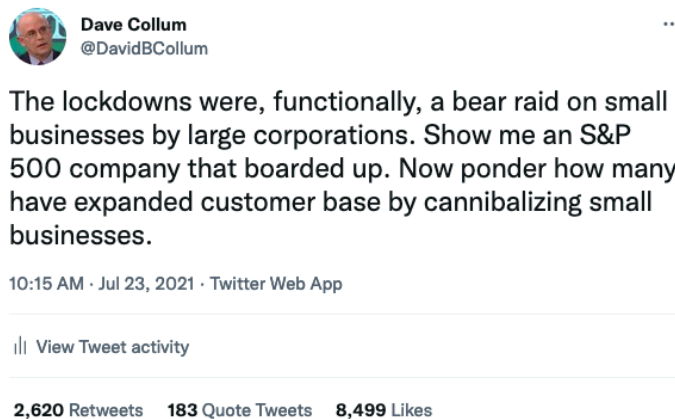 Dave Collum
@DavidBCollum
The lockdowns were, functionally, a bear raid on small
businesses by large corporations. Show me an S&P
500 company that boarded up. Now ponder how many
have expanded customer base by cannibalizing small
businesses.
10:15 AM · Jul 23, 2021 · Twitter Web App
View Tweet activity
2,620 Retweets 183 Quote Tweets 8,499 Likes